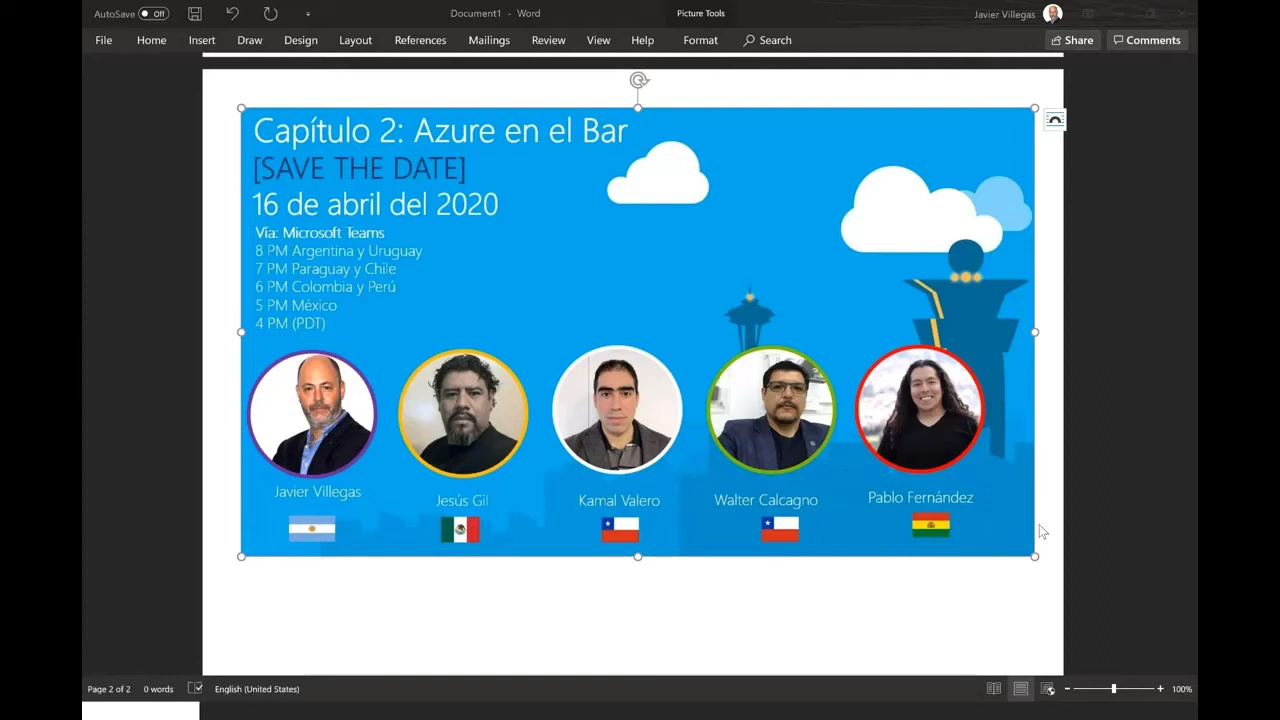 AutoSave Off
Document1 - Word
Picture Tools
Javier Villegas
File Home Insert Draw Design Layout References Mailings Review View Help Format Search
Share Comments
Capítulo 2: Azure en el Bar
[SAVE THE DATE]
16 de abril del 2020
Vía: Microsoft Teams
8 PM Argentina y Uruguay
7 PM Paraguay y Chile
6 PM Colombia y Perú
5 PM México
4 PM (PDT)
Javier Villegas
Jesús Gil
Kamal Valero
Walter Calcagno
Pablo Fernández
Page 2 of 2 0 words English (United States) 100%